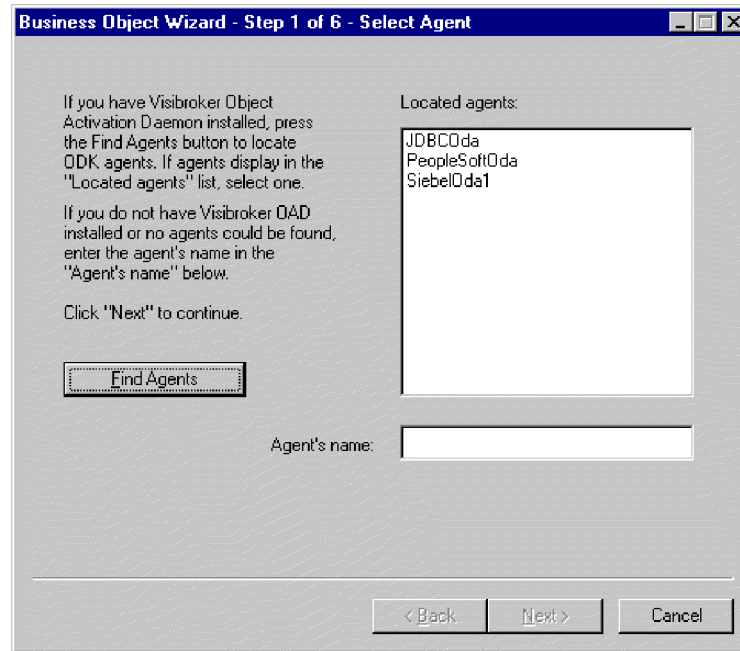 Business Object Wizard - Step 1 of 6 - Select Agent
If you have Visibroker Object
Activation Daemon installed, press
the Find Agents button to locate
ODK agents. If agents display in the
"Located agents" list, select one.
If you do not have Visibroker OAD
installed or no agents could be found,
enter the agent's name in the
"Agent's name" below.
Click "Next" to continue.
Find Agents
Located agents:
JDBCOda
PeopleSoftOda
SiebelOda1
Agent's name:
< Back
Next >
Cancel